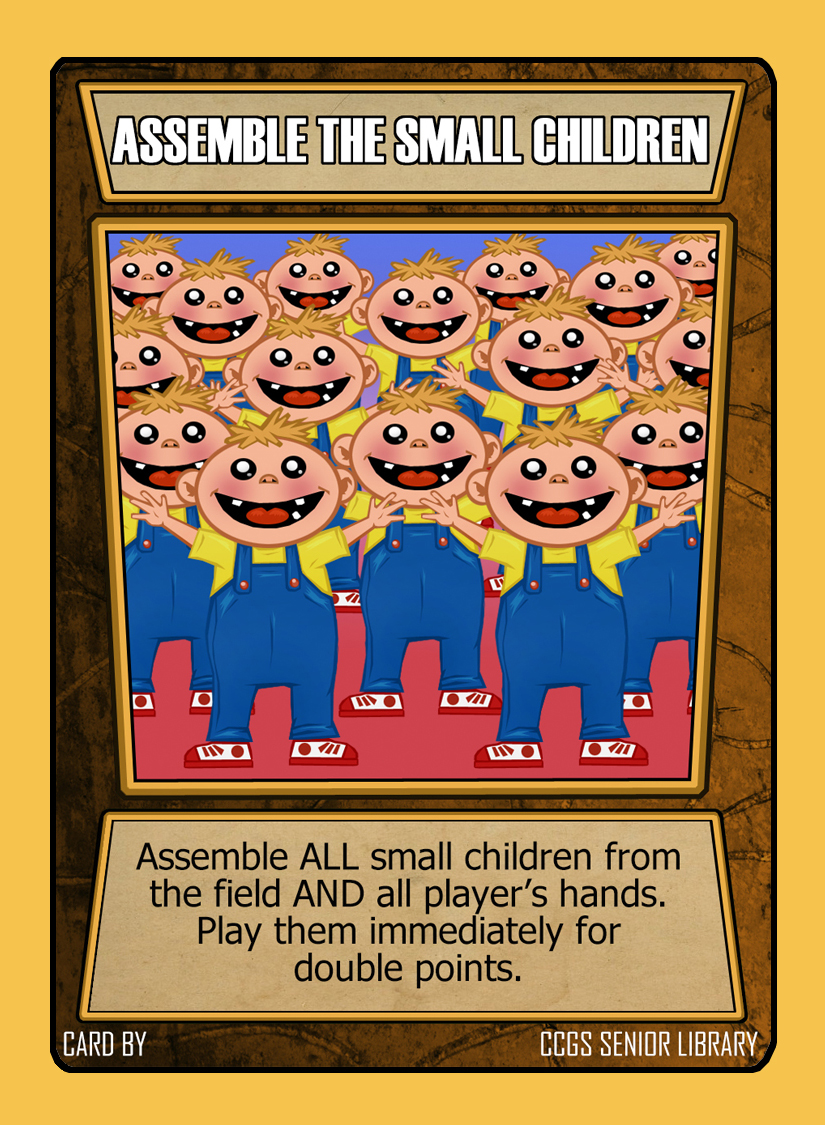 ASSEMBLE THE SMALL CHILDREN
Assemble ALL small children from
the field AND all player’s hands.
Play them immediately for
double points.
CARD BY
CCGS SENIOR LIBRARY